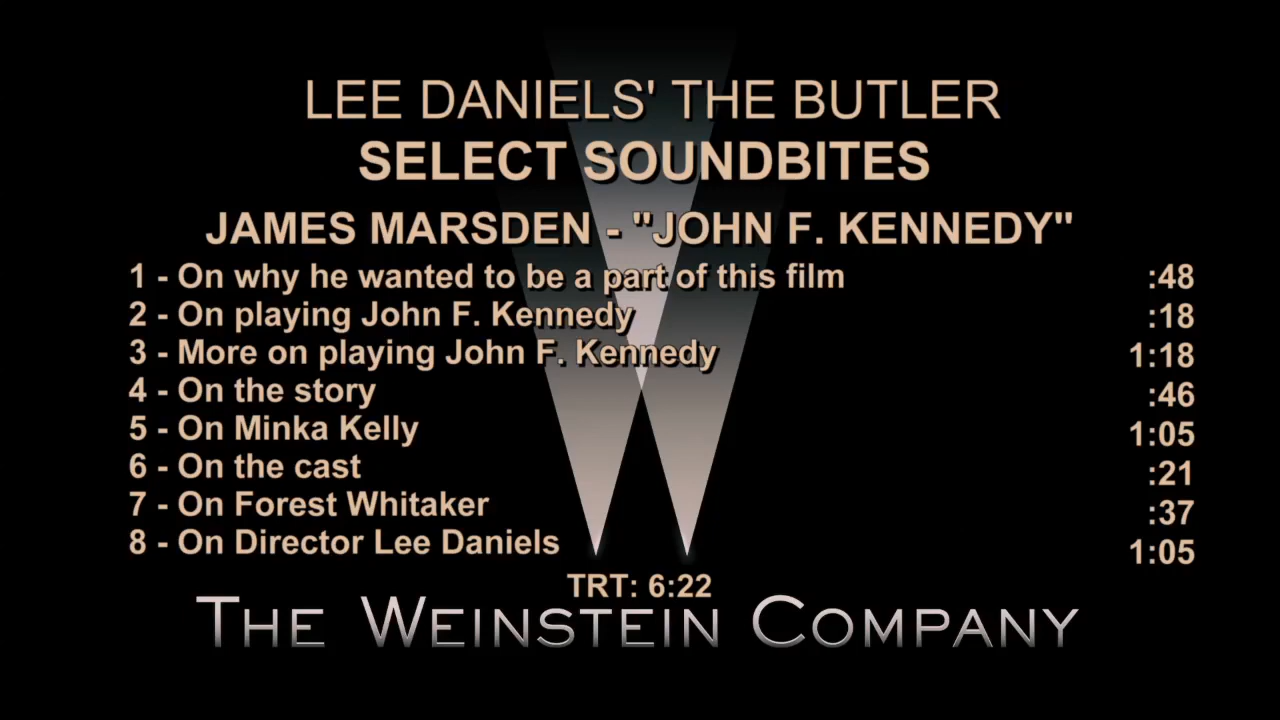 LEE DANIELS' THE BUTLER
SELECT SOUNDBITES
JAMES MARSDEN - "JOHN F. KENNEDY"
1 - On why he wanted to be a part of this film :48
2 - On playing John F. Kennedy :18
3 - More on playing John F. Kennedy 1:18
4 - On the story :46
5 - On Minka Kelly 1:05
6 - On the cast :21
7 - On Forest Whitaker :37
8 - On Director Lee Daniels 1:05
TRT: 6:22
THE WEINSTEIN COMPANY